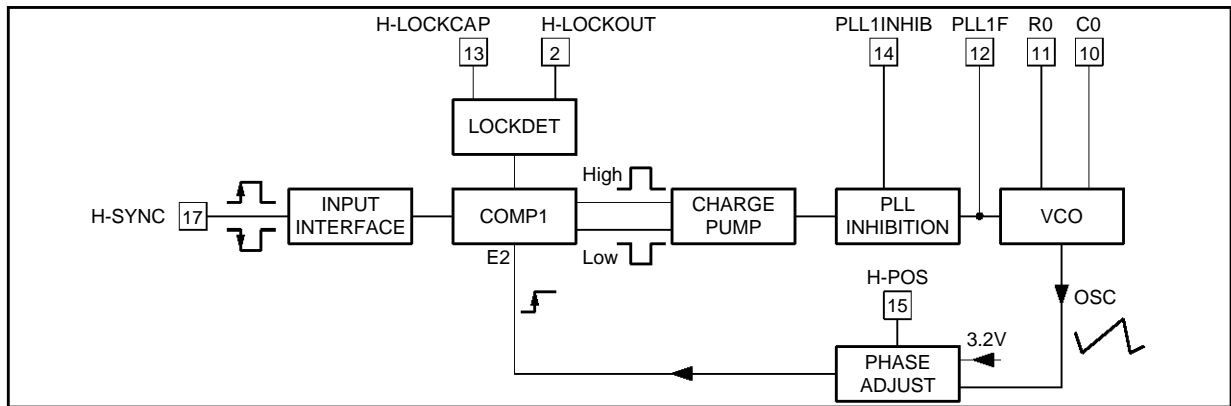 H-LOCKCAP H-LOCKOUT PLL1INHIB PLL1F R0 C0
13 2 14 12 11 10
LOCKDET
High
H-SYNC 17 INPUT INTERFACE COMP1 CHARGE PUMP PLL INHIBITION VCO
E2 Low
H-POS
15
OSC
3.2V
PHASE ADJUST